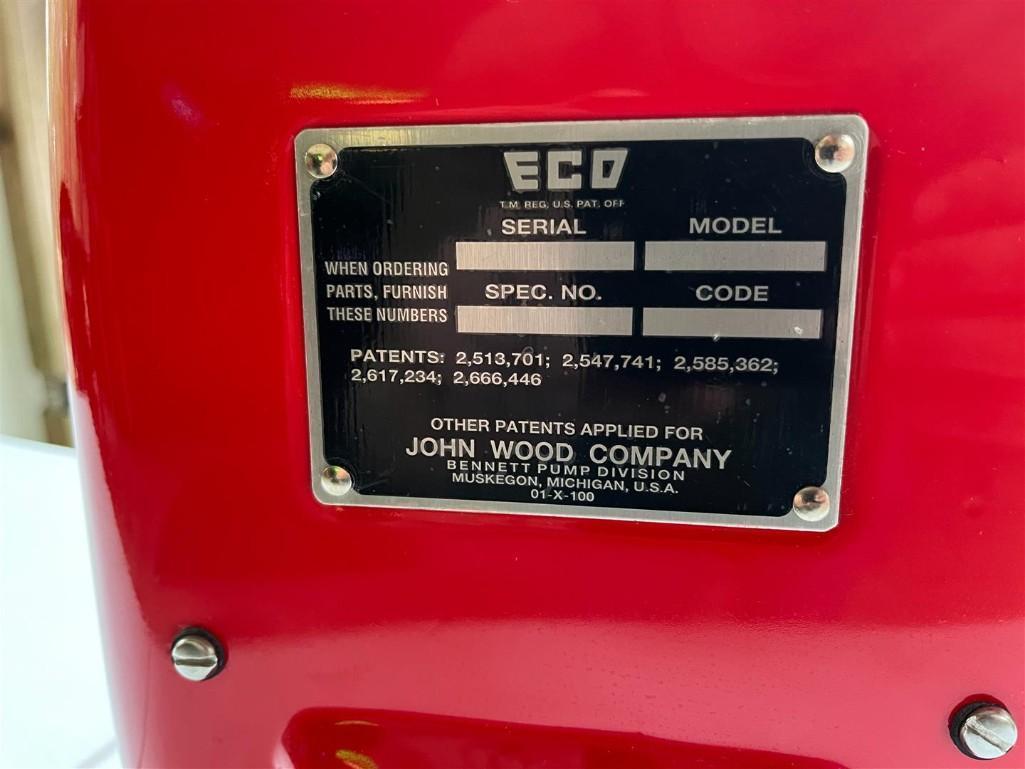 ECO
T.M. REG. U.S. PAT. OFF
SERIAL MODEL
WHEN ORDERING
PARTS, FURNISH SPEC. NO. CODE
THESE NUMBERS
PATENTS: 2,513,701; 2,547,741; 2,585,362;
2,617,234; 2,666,446
OTHER PATENTS APPLIED FOR
JOHN WOOD COMPANY
BENNETT PUMP DIVISION
MUSKEGON, MICHIGAN, U.S.A.
01-X-100